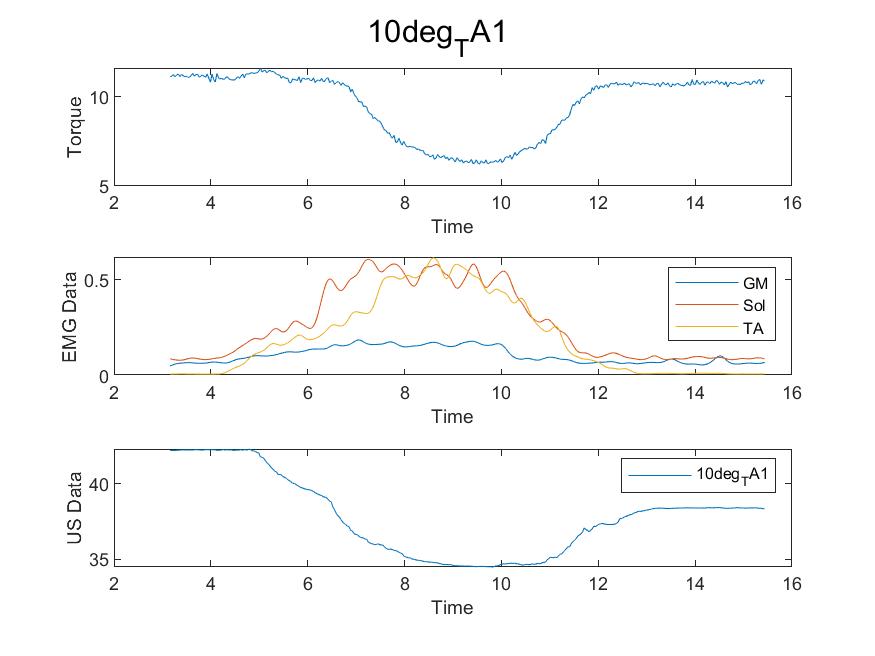 10deg_TA1
10
5
Torque
2 4 6 8 10 12 14 16
Time
0.5
0
EMG Data
GM
Sol
TA
2 4 6 8 10 12 14 16
Time
40
35
US Data
10deg_TA1
2 4 6 8 10 12 14 16
Time